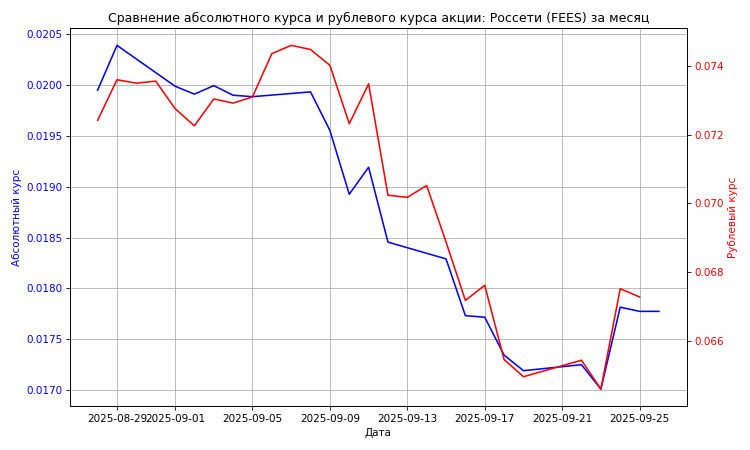 Сравнение абсолютного курса и рублевого курса акции: Россети (FEES) за месяц
0.0205
0.0200
0.0195
0.0190
0.0185
0.0180
0.0175
0.0170
Абсолютный курс
0.074
0.072
0.070
0.068
0.066
Рублевый курс
2025-08-29 2025-09-01 2025-09-05 2025-09-09 2025-09-13 2025-09-17 2025-09-21 2025-09-25
Дата